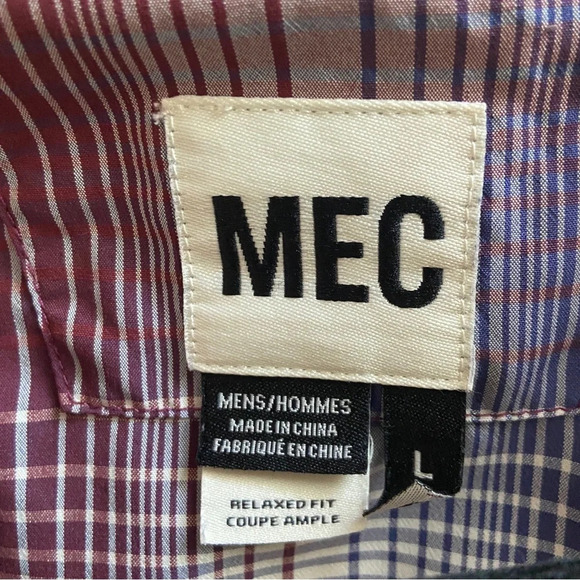 MEC
MENS/HOMMES
MADE IN CHINA
FABRIQUÉ EN CHINE
L
RELAXED FIT
COUPE AMPLE